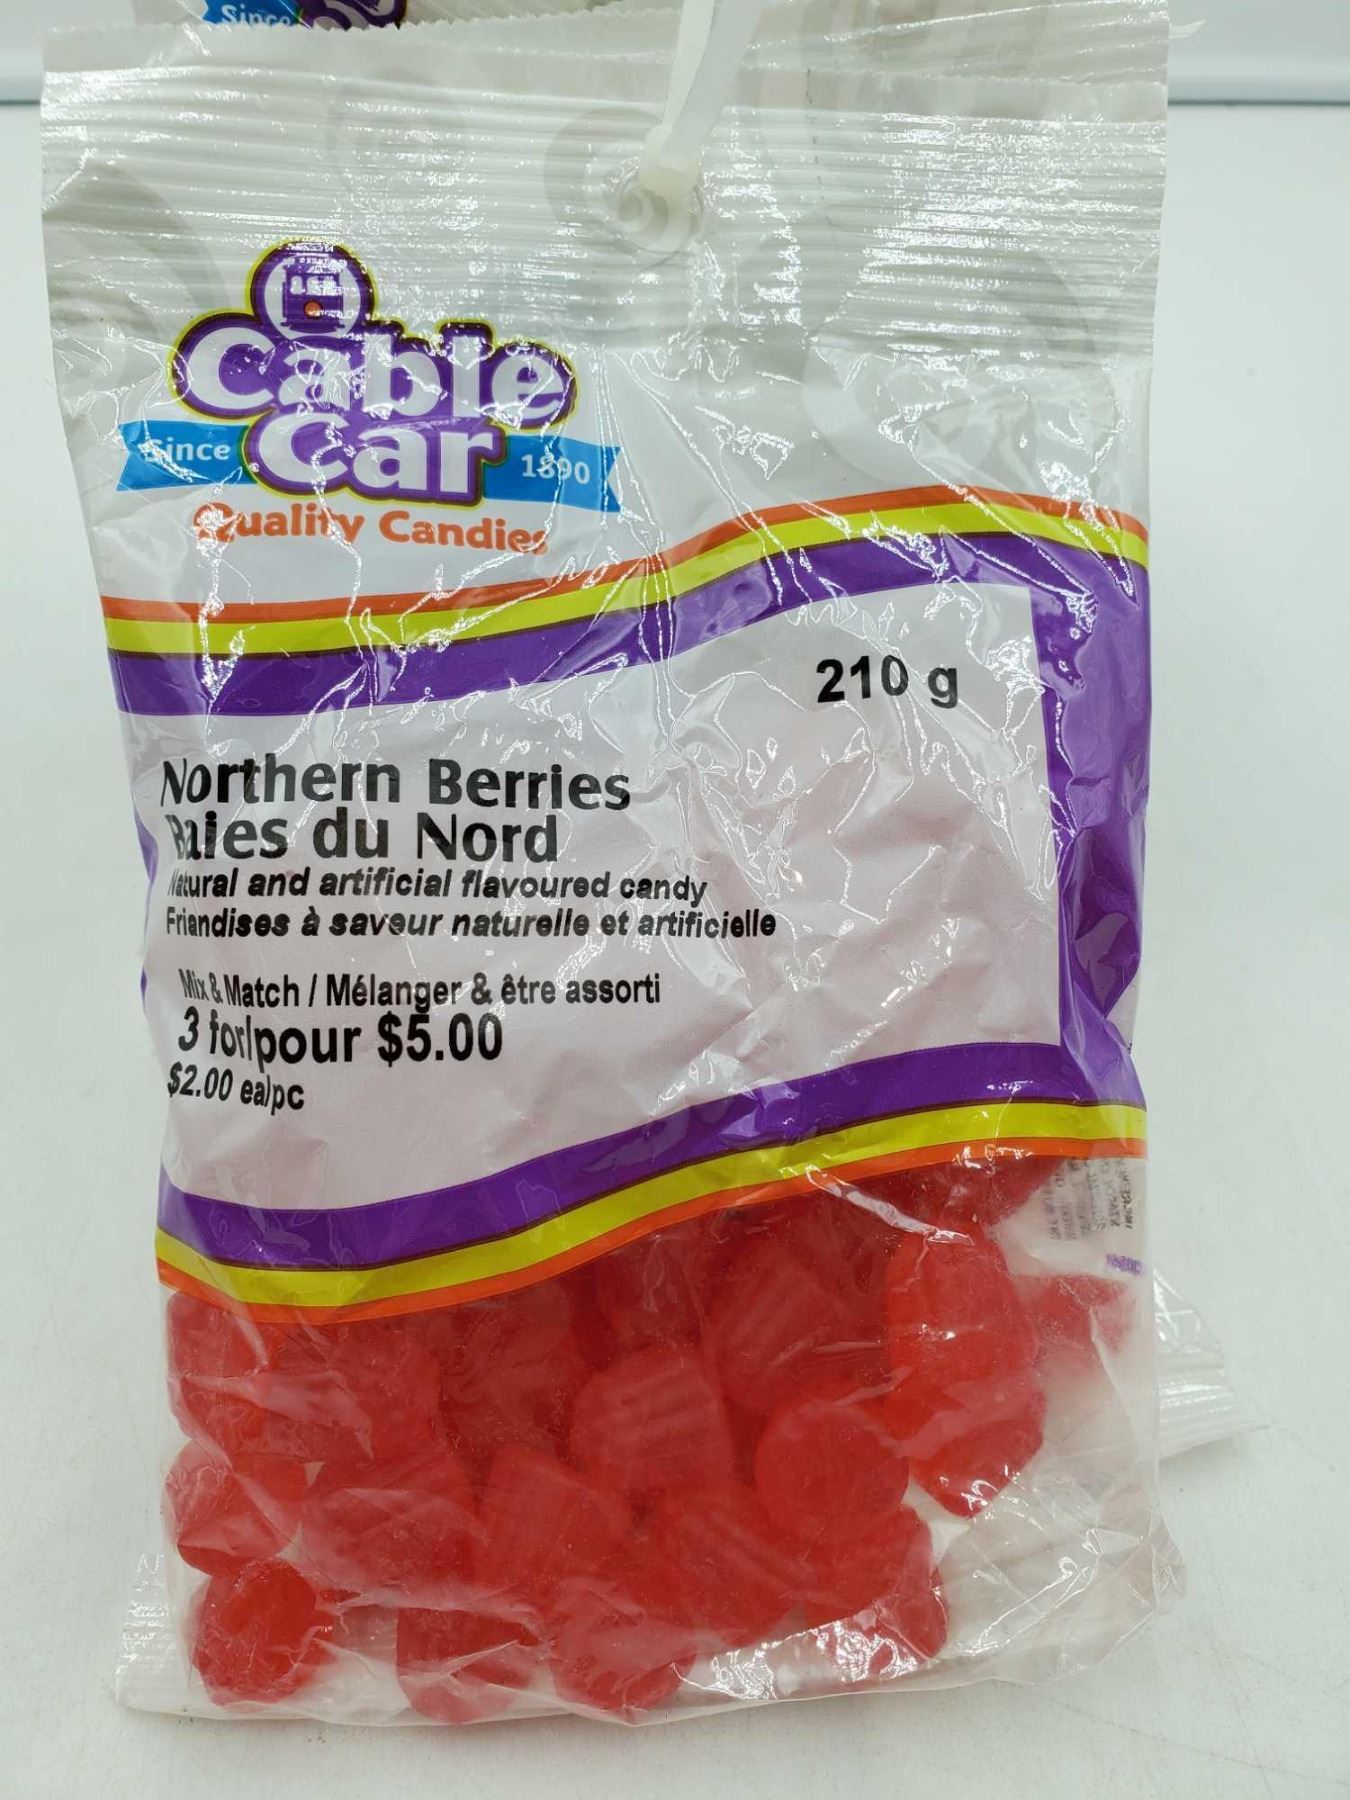 Since
Cable
Car
Since 1890
Quality Candies
210 g
Northern Berries
Baies du Nord
Natural and artificial flavoured candy
Friandises à saveur naturelle et artificielle
Mix & Match / Mélanger & être assorti
3 for/pour $5.00
$2.00 ea/pc